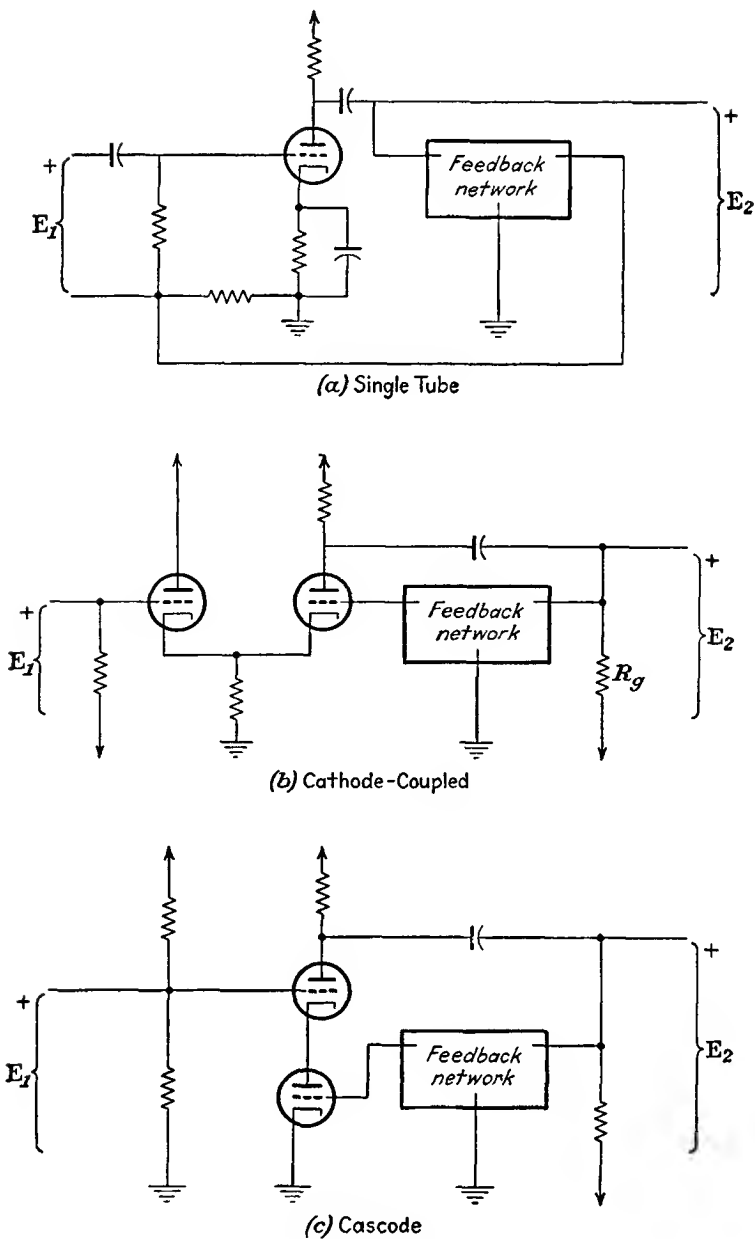 +
E1
Feedback
network
+
E2
(a) Single Tube
+
E1
Feedback
network
Rg
+
E2
(b) Cathode-Coupled
+
E1
Feedback
network
+
E2
(c) Cascode